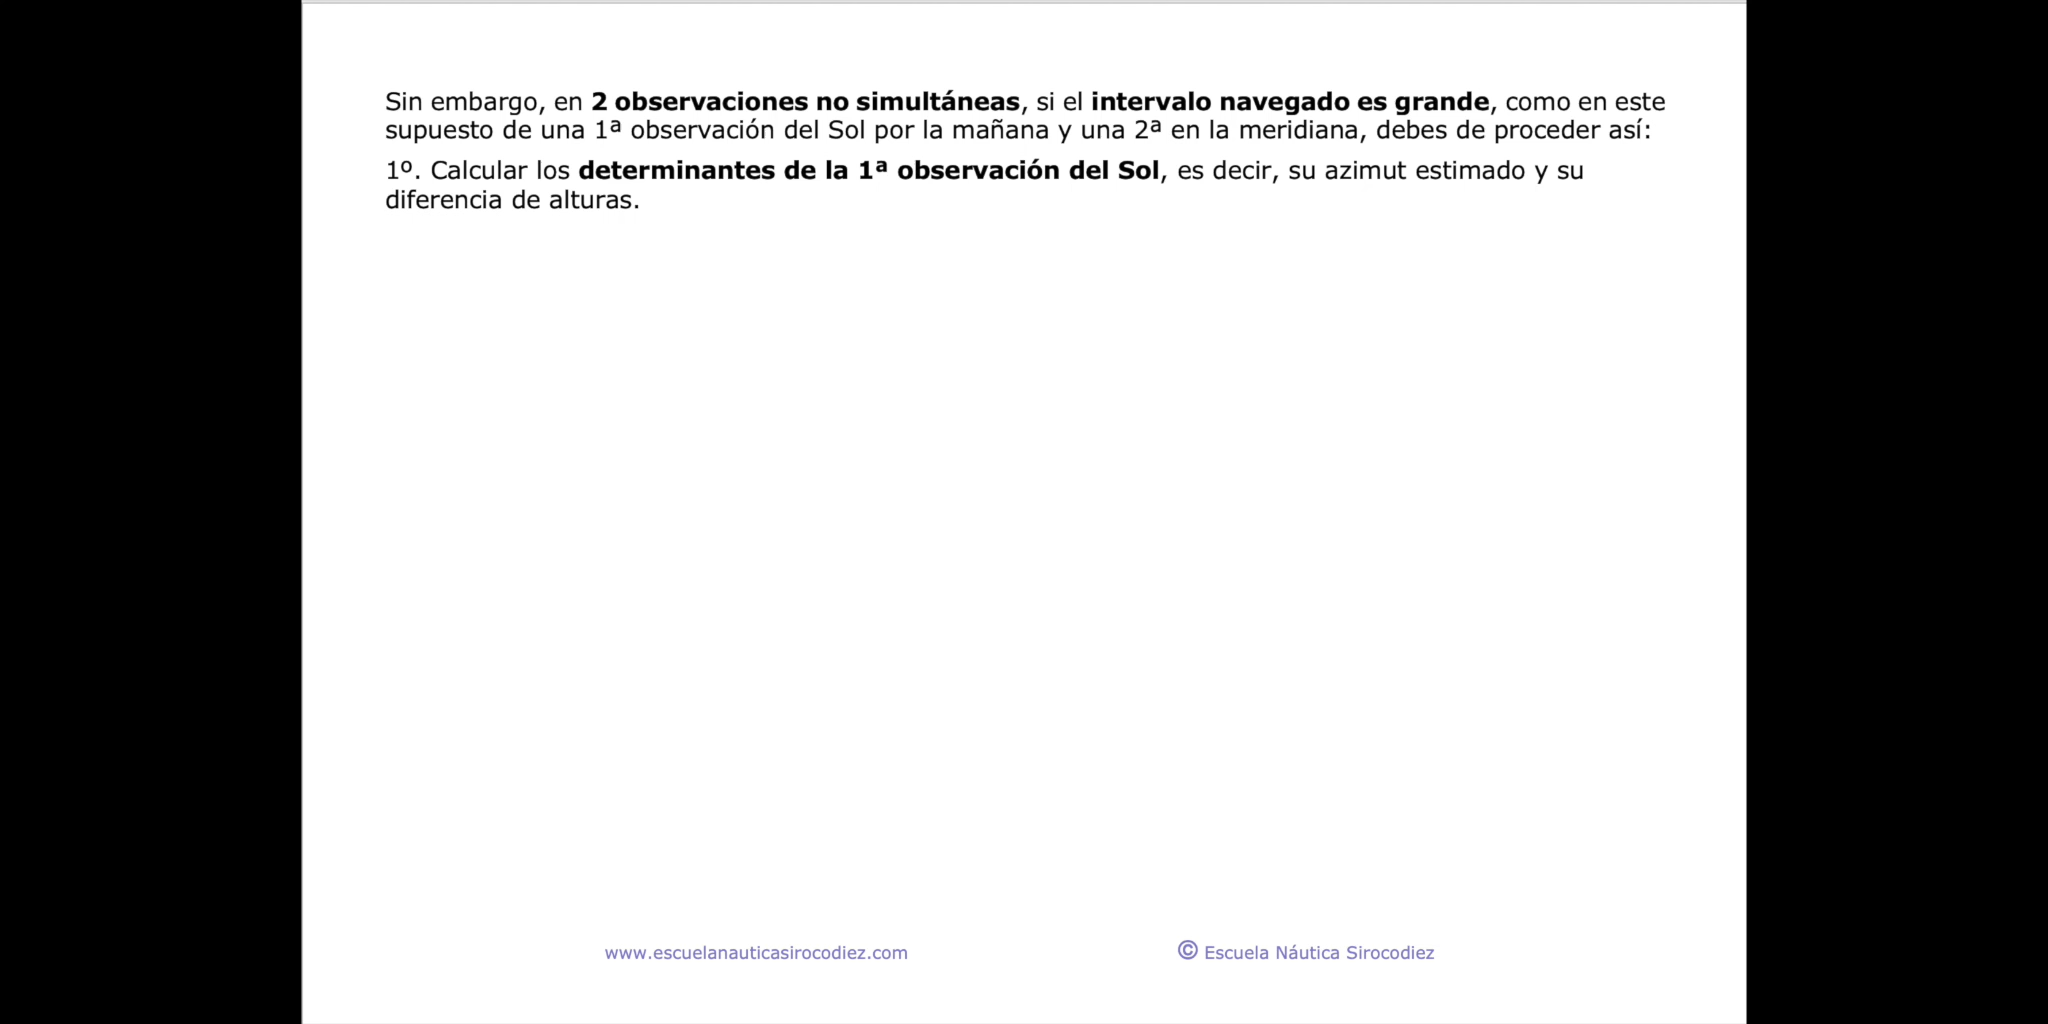 Sin embargo, en 2 observaciones no simultáneas, si el intervalo navegado es grande, como en este
supuesto de una 1ª observación del Sol por la mañana y una 2ª en la meridiana, debes de proceder así:
1º. Calcular los determinantes de la 1ª observación del Sol, es decir, su azimut estimado y su
diferencia de alturas.
www.escuelanauticasirocodiez.com © Escuela Náutica Sirocodiez